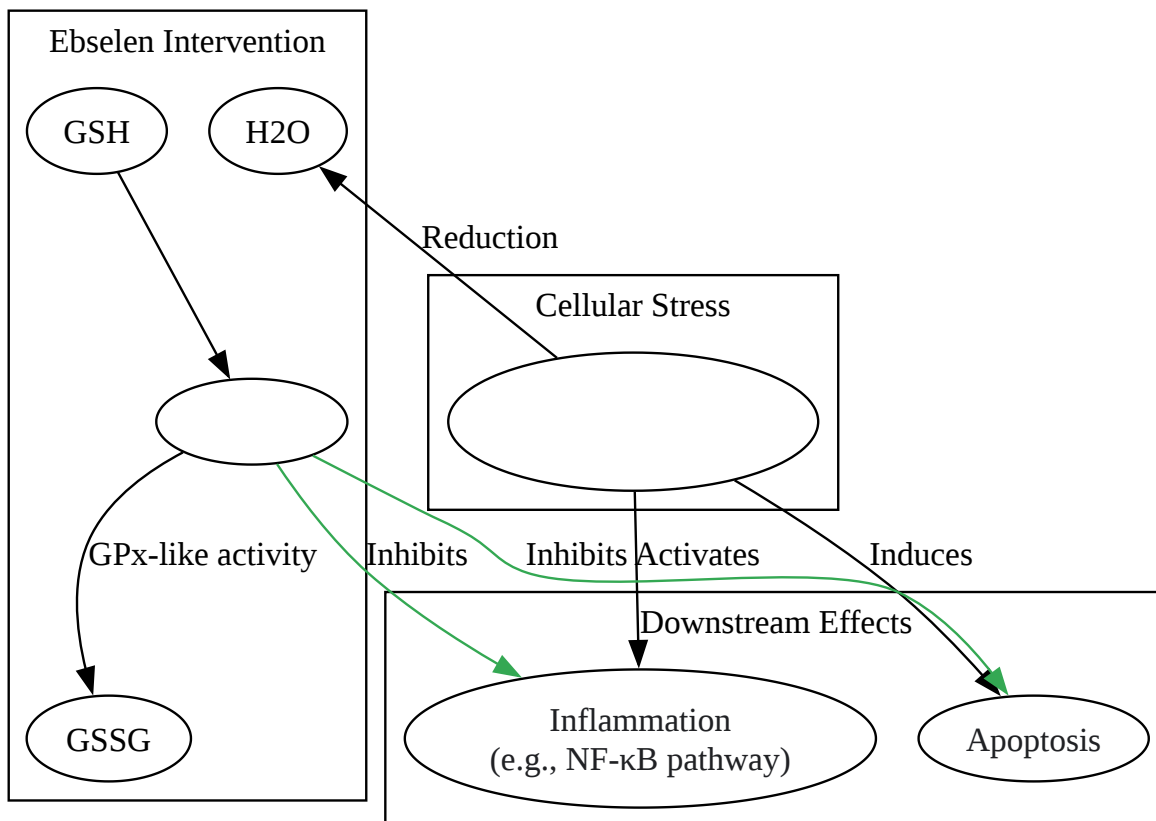 Ebselen Intervention
GSH
H2O
Reduction
Cellular Stress
GPx-like activity
Inhibits
Inhibits
Activates
Induces
Downstream Effects
GSSG
Inflammation
(e.g., NF-κB pathway)
Apoptosis